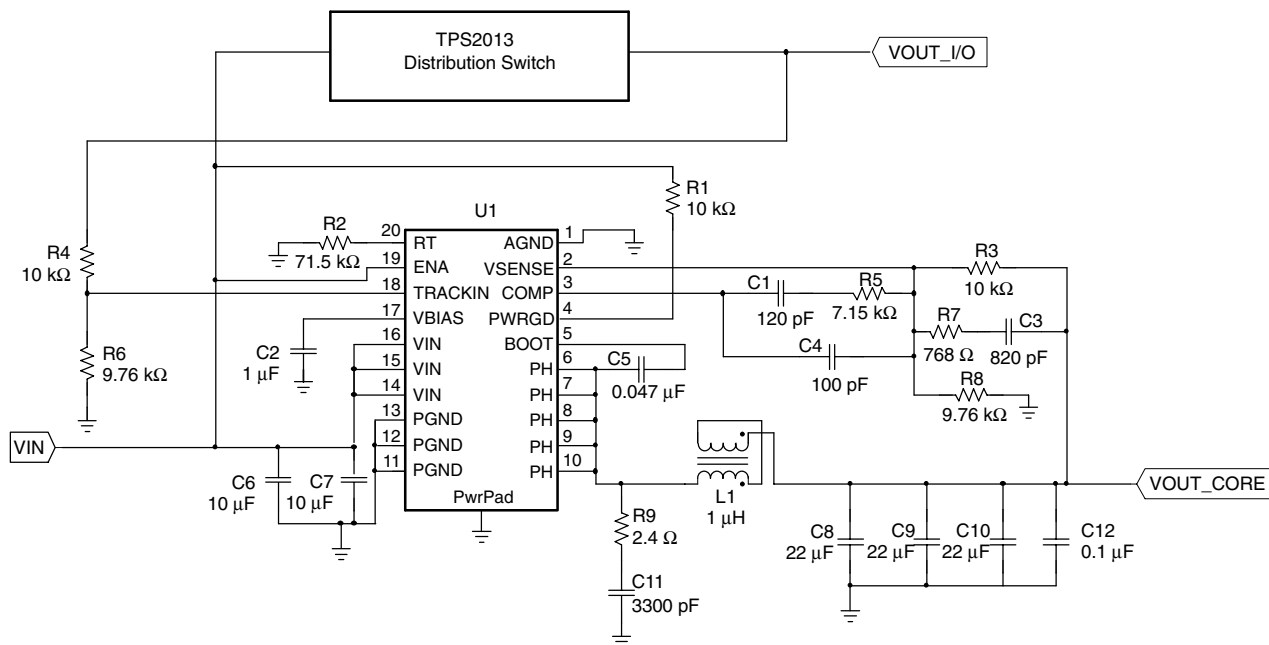 TPS2013
Distribution Switch
VOUT_I/O
R1
10 kΩ
U1
R2
71.5 kΩ
R4
10 kΩ
R6
9.76 kΩ
C2
1 μF
20 RT
19 ENA
18 TRACKIN
17 VBIAS
16 VIN
15 VIN
14 VIN
13 PGND
12 PGND
11 PGND
AGND 1
VSENSE 2
COMP 3
PWRGD 4
BOOT 5
PH 6
PH 7
PH 8
PH 9
PH 10
PwrPad
C5
0.047 μF
C1
120 pF
R5
7.15 kΩ
C4
100 pF
R3
10 kΩ
R7
768 Ω
C3
820 pF
R8
9.76 kΩ
VIN
C6
10 μF
C7
10 μF
L1
1 μH
R9
2.4 Ω
C11
3300 pF
VOUT_CORE
C8
22 μF
C9
22 μF
C10
22 μF
C12
0.1 μF